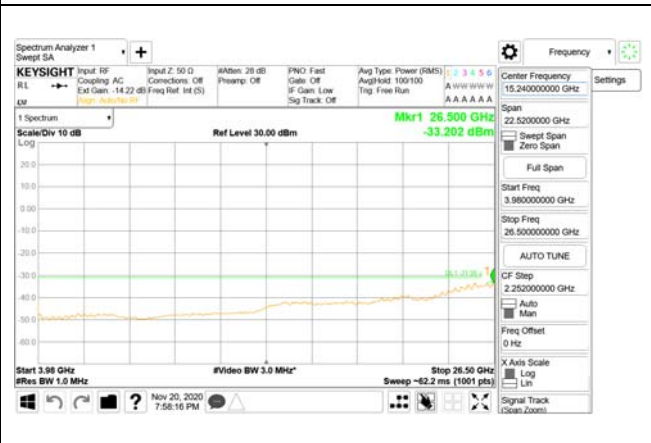 Spectrum Analyzer 1
Swept SA
+
Frequency
KEYSIGHT
RL
Input: RF
Coupling: AC
Ext Gain: -14.22 dB
Align: Auto/No RF
Input Z: 50 Ω
Corrections: Off
Freq Ref: Int (S)
#Atten: 28 dB
Preamp: Off
PNO: Fast
Gate: Off
IF Gain: Low
Sig Track: Off
Avg Type: Power (RMS)
Avg|Hold: 100/100
Trig: Free Run
1 2 3 4 5 6
A W W W W W
A A A A A A
1 Spectrum
Scale/Div 10 dB
Ref Level 30.00 dBm
Mkr1 26.500 GHz
-33.202 dBm
Log
20.0
10.0
0.00
-10.0
-20.0
-30.0
-40.0
-50.0
-60.0
1
Start 3.98 GHz
#Video BW 3.0 MHz*
Stop 26.50 GHz
#Res BW 1.0 MHz
Sweep ~62.2 ms (1001 pts)
Center Frequency
15.240000000 GHz
Settings
Span
22.5200000 GHz
Swept Span
Zero Span
Full Span
Start Freq
3.980000000 GHz
Stop Freq
26.500000000 GHz
AUTO TUNE
CF Step
2.252000000 GHz
Auto
Man
Freq Offset
0 Hz
X Axis Scale
Log
Lin
Signal Track
(Span Zoom)
?
Nov 20, 2020
7:58:16 PM